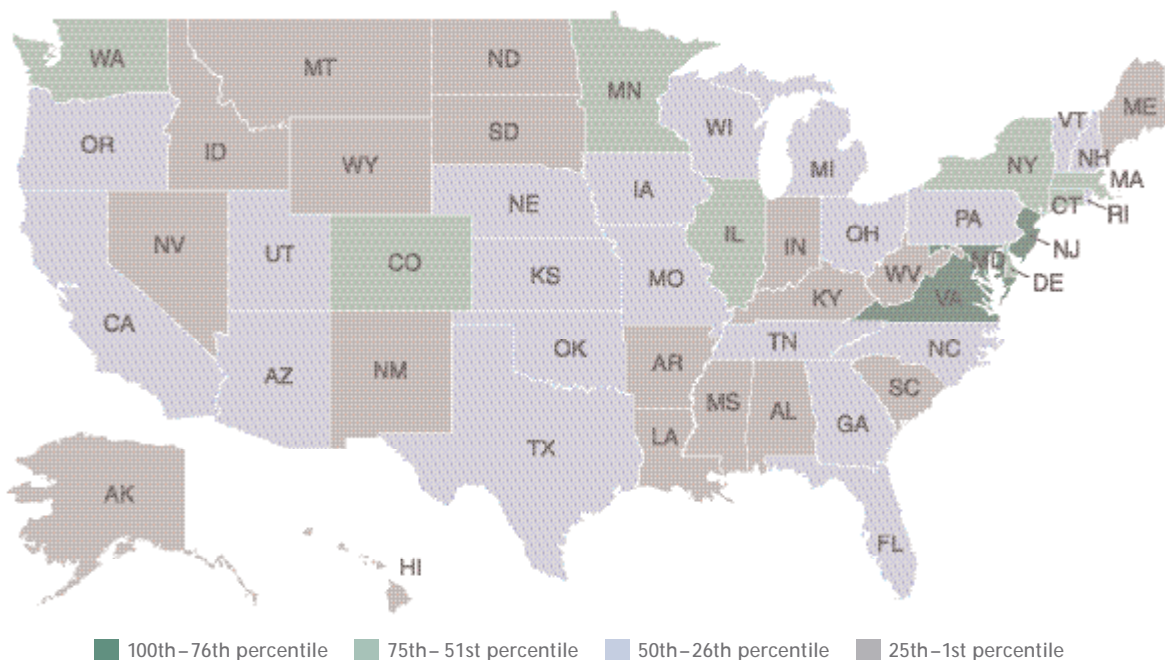 WA
MT
ND
MN
ME
VT
OR
ID
SD
WI
NH
NY
MA
WY
MI
IA
CT
RI
NE
PA
NV
UT
CO
IL
IN
OH
NJ
MD
KS
MO
WV
DE
KY
VA
CA
TN
NC
OK
AR
AZ
NM
SC
MS
AL
GA
LA
TX
AK
FL
HI
100th–76th percentile 75th–51st percentile 50th–26th percentile 25th–1st percentile